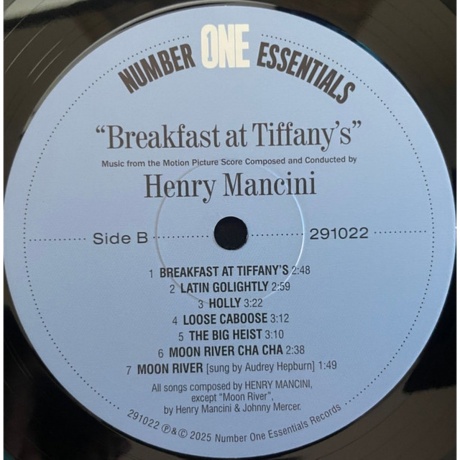 NUMBER ONE ESSENTIALS
"Breakfast at Tiffany's"
Music from the Motion Picture Score Composed and Conducted by
Henry Mancini
Side B 291022
1 BREAKFAST AT TIFFANY'S 2:48
2 LATIN GOLIGHTLY 2:59
3 HOLLY 3:22
4 LOOSE CABOOSE 3:12
5 THE BIG HEIST 3:10
6 MOON RIVER CHA CHA 2:38
7 MOON RIVER [sung by Audrey Hepburn] 1:49
All songs composed by HENRY MANCINI,
except "Moon River",
by Henry Mancini & Johnny Mercer.
291022 ℗&© 2025 Number One Essentials Records